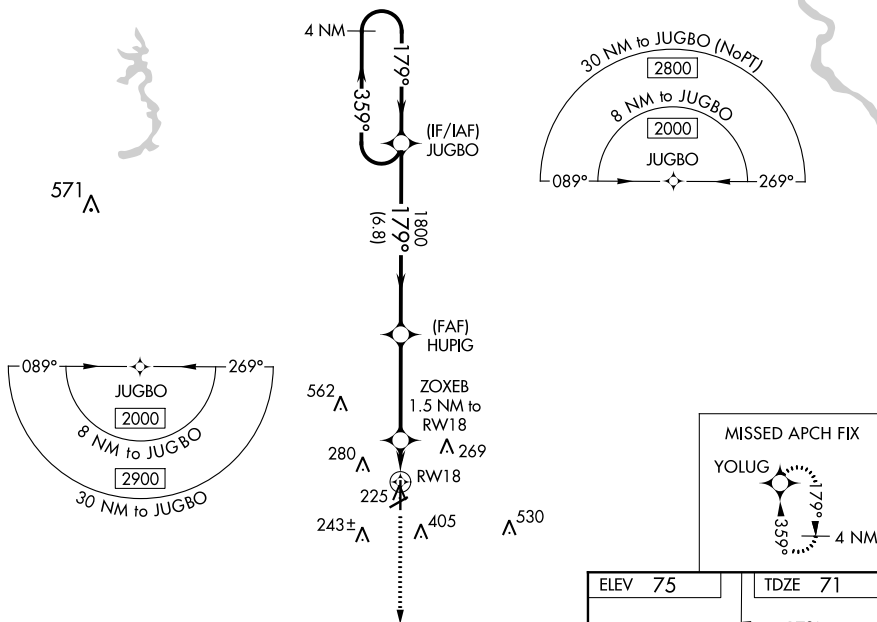 4 NM
179°
359°
(IF/IAF)
JUGBO
30 NM to JUGBO (NoPT)
2800
8 NM to JUGBO
2000
JUGBO
089°
269°
571
1800
179°
(6.8)
(FAF)
HUPIG
089°
269°
JUGBO
2000
8 NM to JUGBO
2900
30 NM to JUGBO
562
ZOXEB
1.5 NM to
RW18
269
280
RW18
225
243±
405
530
MISSED APCH FIX
YOLUG
179°
359°
4 NM
ELEV 75
TDZE 71